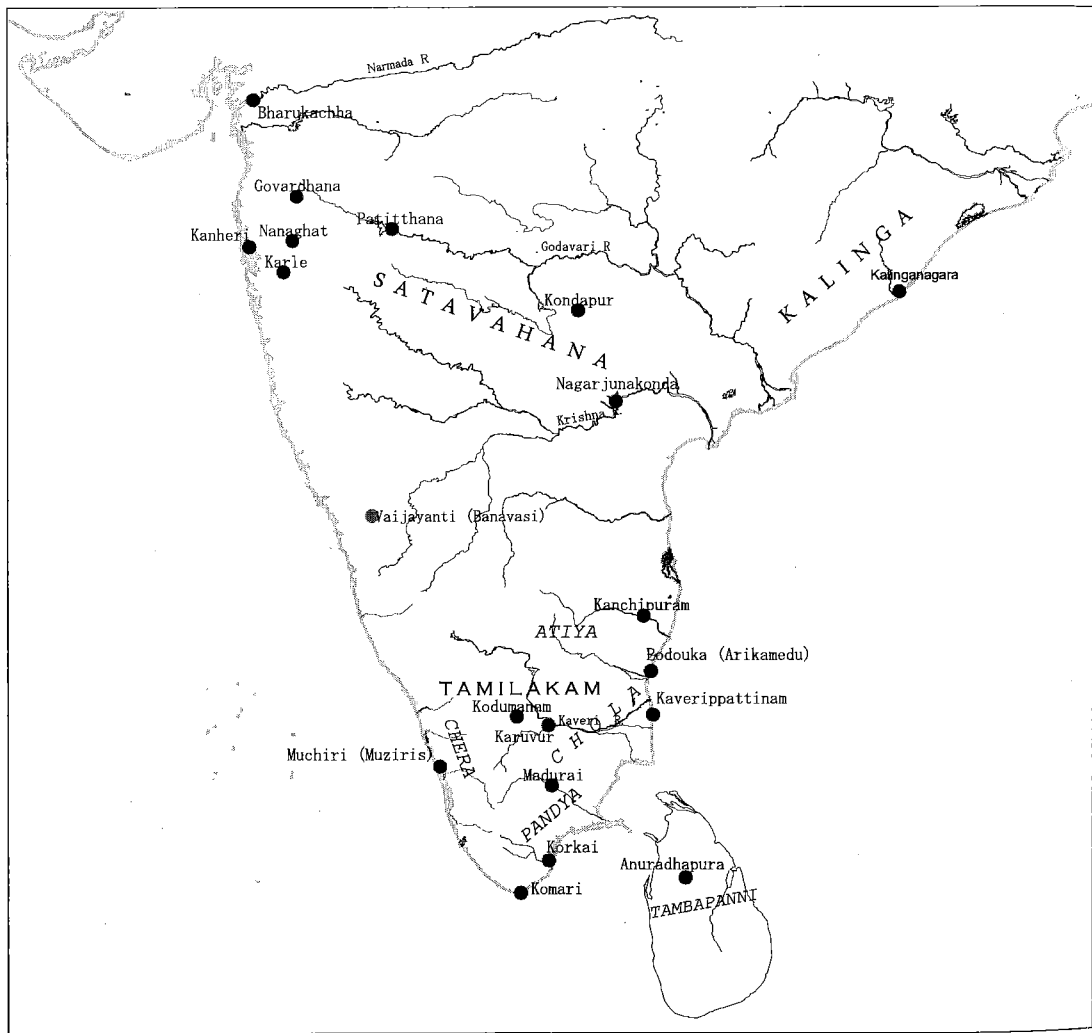 Narmada R
Bharukachha
Govardhana
Patitthana
Kanheri
Nanaghat
Karle
Godavari R
KALINGA
Kalinganagara
SATAVAHANA
Kondapur
Nagarjunakonda
Krishna
Vaijayanti (Banavasi)
Kanchipuram
ATIYA
Podouka (Arikamedu)
TAMILAKAM
Kodumanam
Kaverippattinam
Kaveri R
Karuvur
CHOLA
CHERA
Muchiri (Muziris)
Madurai
PANDYA
Korkai
Anuradhapura
Komari
TAMBAPANNI